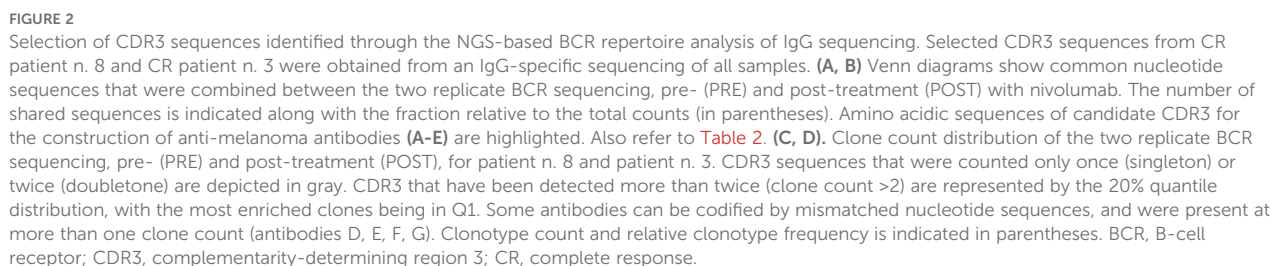 FIGURE 2
Selection of CDR3 sequences identified through the NGS-based BCR repertoire analysis of IgG sequencing. Selected CDR3 sequences from CR
patient n. 8 and CR patient n. 3 were obtained from an IgG-specific sequencing of all samples. (A, B) Venn diagrams show common nucleotide
sequences that were combined between the two replicate BCR sequencing, pre- (PRE) and post-treatment (POST) with nivolumab. The number of
shared sequences is indicated along with the fraction relative to the total counts (in parentheses). Amino acidic sequences of candidate CDR3 for
the construction of anti-melanoma antibodies (A-E) are highlighted. Also refer to Table 2. (C, D). Clone count distribution of the two replicate BCR
sequencing, pre- (PRE) and post-treatment (POST), for patient n. 8 and patient n. 3. CDR3 sequences that were counted only once (singleton) or
twice (doubletone) are depicted in gray. CDR3 that have been detected more than twice (clone count >2) are represented by the 20% quantile
distribution, with the most enriched clones being in Q1. Some antibodies can be codified by mismatched nucleotide sequences, and were present at
more than one clone count (antibodies D, E, F, G). Clonotype count and relative clonotype frequency is indicated in parentheses. BCR, B-cell
receptor; CDR3, complementarity-determining region 3; CR, complete response.